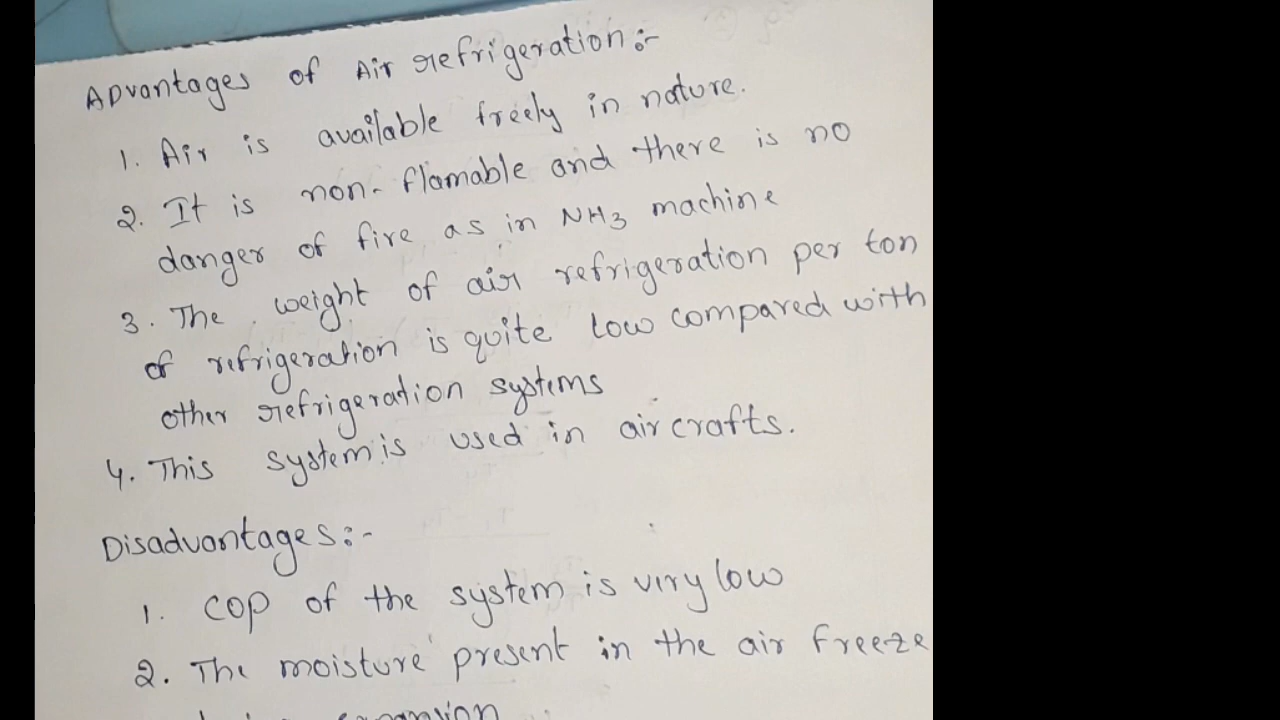 Advantages of Air refrigeration:-
1. Air is available freely in nature.
2. It is non-flamable and there is no
danger of fire as in NH3 machine
3. The weight of air refrigeration per ton
of refrigeration is quite low compared with
other refrigeration systems
4. This system is used in air crafts.
Disadvantages:-
1. COP of the system is very low
2. The moisture present in the air freeze
expansion